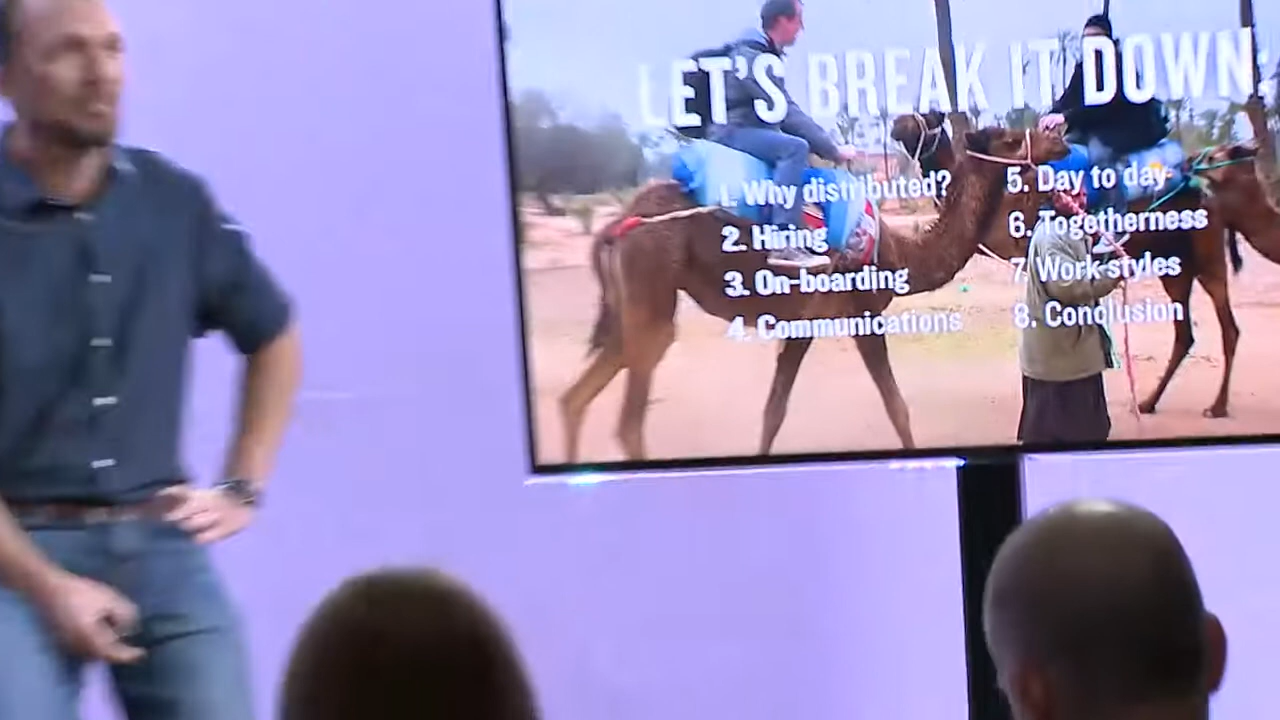 LET'S BREAK IT DOWN:
1. Why distributed?
2. Hiring
3. On-boarding
4. Communications
5. Day to day
6. Togetherness
7. Work styles
8. Conclusion